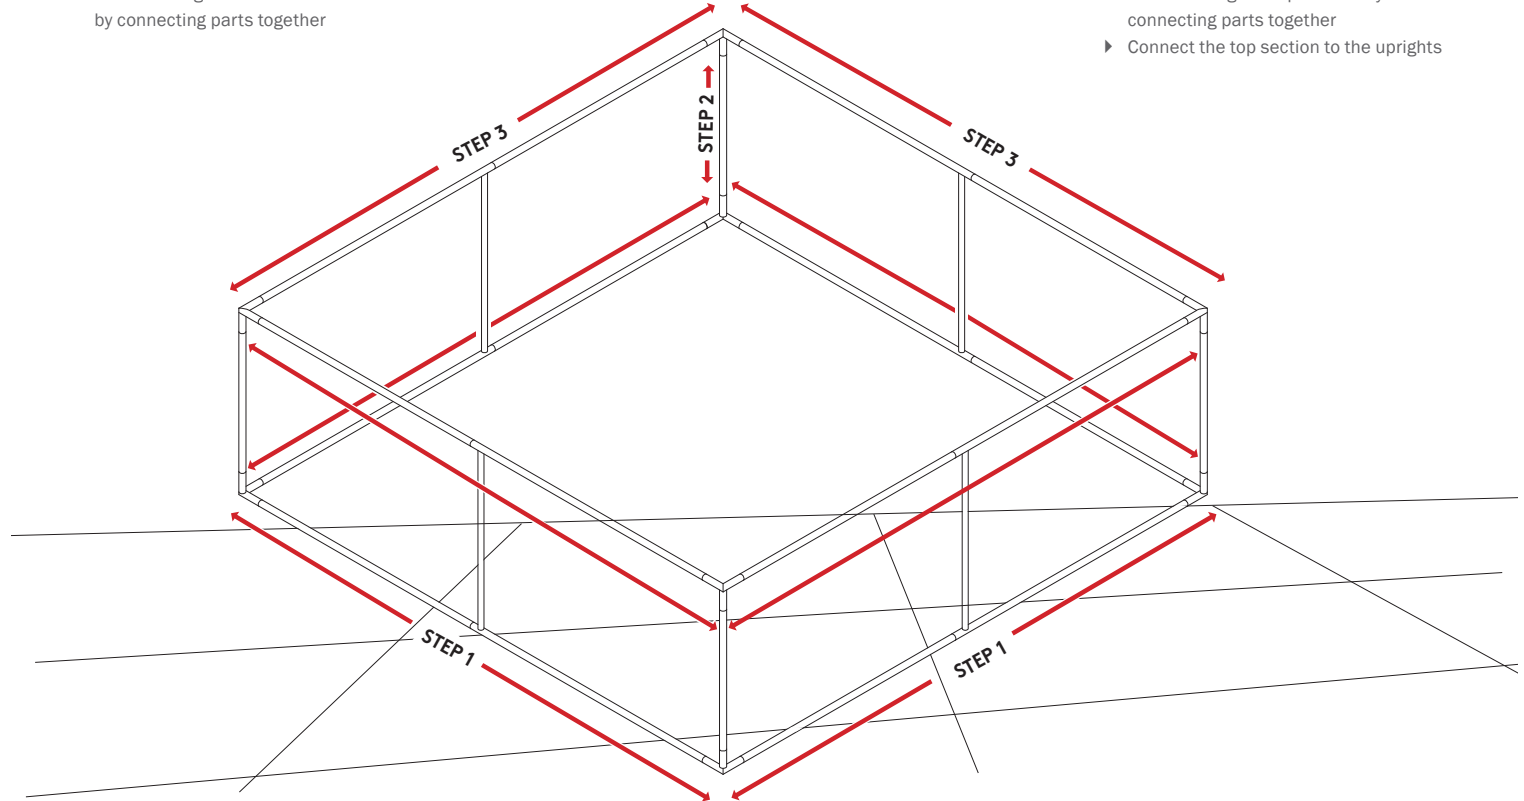 by connecting parts together
connecting parts together
Connect the top section to the uprights
STEP 3
STEP 2
STEP 3
STEP 1
STEP 1